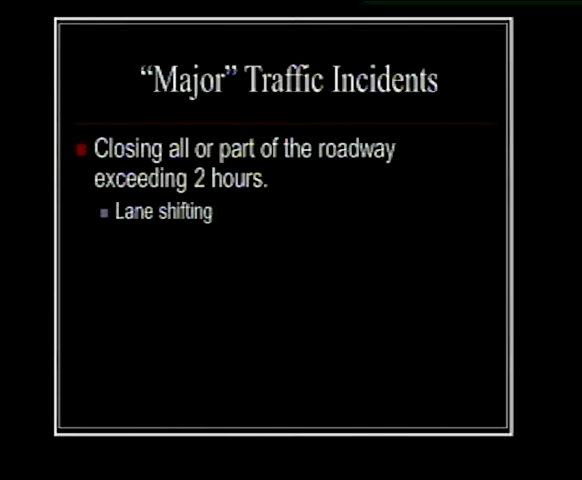 “Major” Traffic Incidents
Closing all or part of the roadway
exceeding 2 hours.
Lane shifting